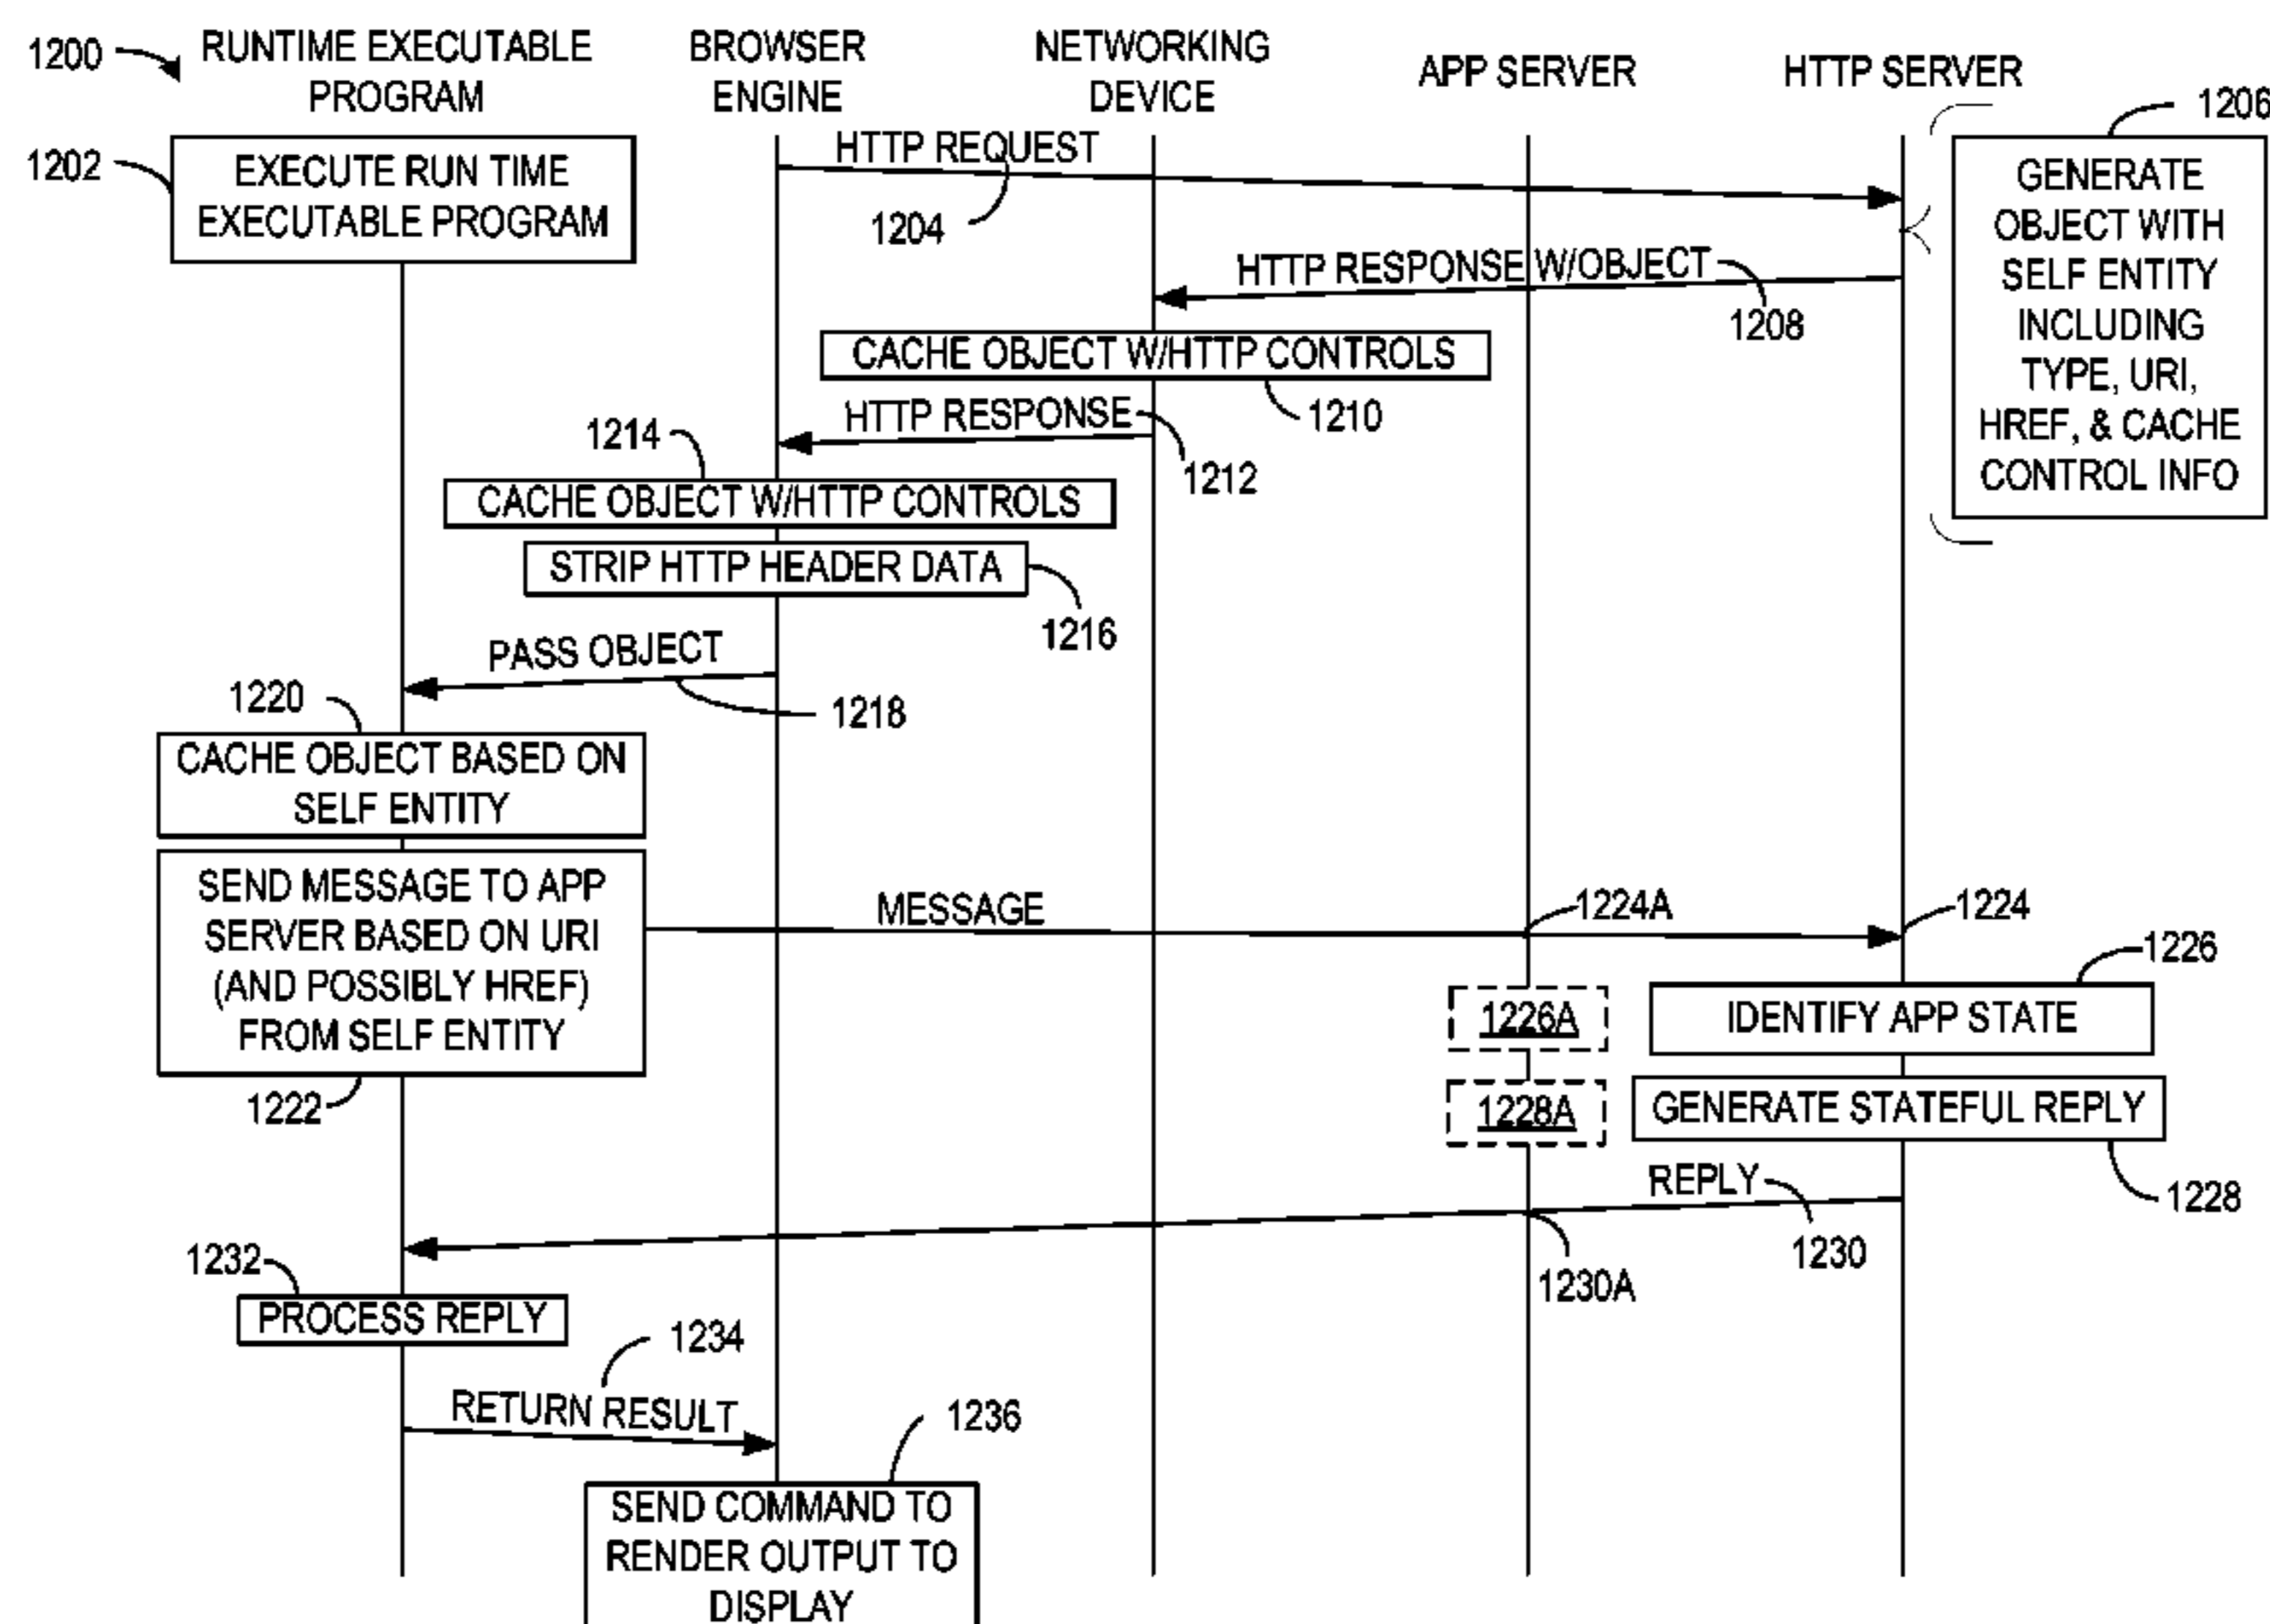 1200
RUNTIME EXECUTABLE
PROGRAM
BROWSER
ENGINE
NETWORKING
DEVICE
APP SERVER
HTTP SERVER
1202
EXECUTE RUN TIME
EXECUTABLE PROGRAM
HTTP REQUEST
1204
1206
GENERATE
OBJECT WITH
SELF ENTITY
INCLUDING
TYPE, URI,
HREF, & CACHE
CONTROL INFO
HTTP RESPONSE W/OBJECT
1208
CACHE OBJECT W/HTTP CONTROLS
1210
HTTP RESPONSE
1212
1214
CACHE OBJECT W/HTTP CONTROLS
STRIP HTTP HEADER DATA
1216
PASS OBJECT
1218
1220
CACHE OBJECT BASED ON
SELF ENTITY
SEND MESSAGE TO APP
SERVER BASED ON URI
(AND POSSIBLY HREF)
FROM SELF ENTITY
1222
MESSAGE
1224A
1224
1226
1226A
IDENTIFY APP STATE
1228A
GENERATE STATEFUL REPLY
1228
REPLY
1230
1230A
1232
PROCESS REPLY
1234
RETURN RESULT
1236
SEND COMMAND TO
RENDER OUTPUT TO
DISPLAY